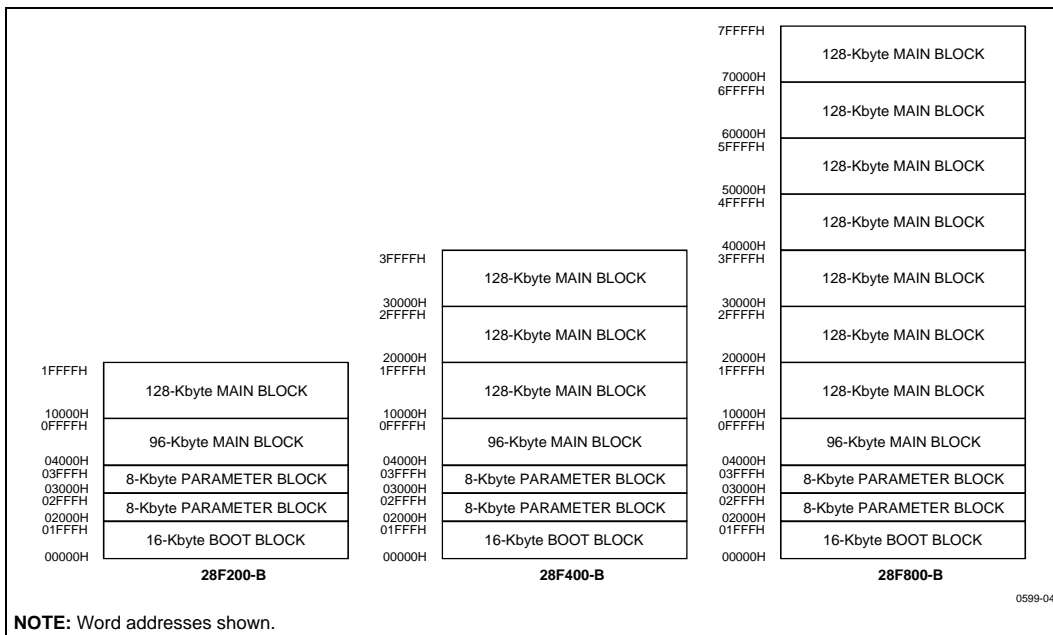 1FFFFH
128-Kbyte MAIN BLOCK
10000H
0FFFFH
96-Kbyte MAIN BLOCK
04000H
03FFFH
8-Kbyte PARAMETER BLOCK
03000H
02FFFH
8-Kbyte PARAMETER BLOCK
02000H
01FFFH
16-Kbyte BOOT BLOCK
00000H
28F200-B
3FFFFH
128-Kbyte MAIN BLOCK
30000H
2FFFFH
128-Kbyte MAIN BLOCK
20000H
1FFFFH
128-Kbyte MAIN BLOCK
10000H
0FFFFH
96-Kbyte MAIN BLOCK
04000H
03FFFH
8-Kbyte PARAMETER BLOCK
03000H
02FFFH
8-Kbyte PARAMETER BLOCK
02000H
01FFFH
16-Kbyte BOOT BLOCK
00000H
28F400-B
7FFFFH
128-Kbyte MAIN BLOCK
70000H
6FFFFH
128-Kbyte MAIN BLOCK
60000H
5FFFFH
128-Kbyte MAIN BLOCK
50000H
4FFFFH
128-Kbyte MAIN BLOCK
40000H
3FFFFH
128-Kbyte MAIN BLOCK
30000H
2FFFFH
128-Kbyte MAIN BLOCK
20000H
1FFFFH
128-Kbyte MAIN BLOCK
10000H
0FFFFH
96-Kbyte MAIN BLOCK
04000H
03FFFH
8-Kbyte PARAMETER BLOCK
03000H
02FFFH
8-Kbyte PARAMETER BLOCK
02000H
01FFFH
16-Kbyte BOOT BLOCK
00000H
28F800-B
0599-04
NOTE: Word addresses shown.